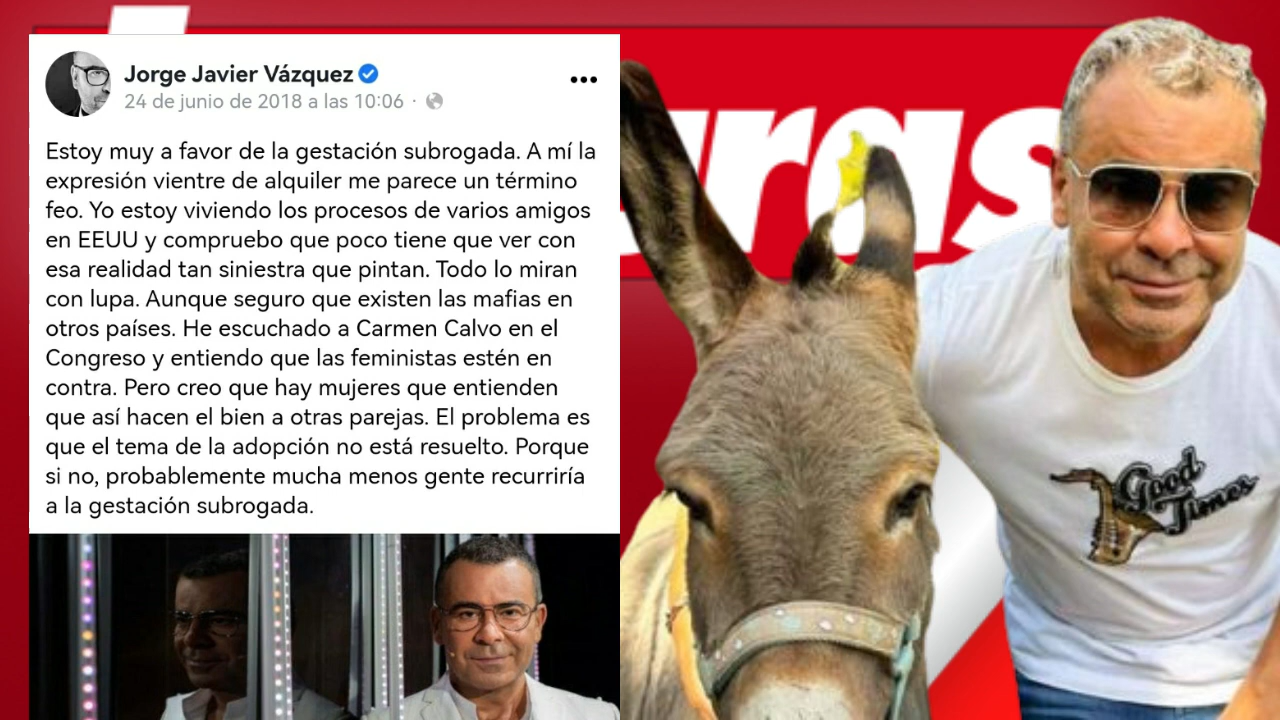 Jorge Javier Vázquez
24 de junio de 2018 a las 10:06 ·
Estoy muy a favor de la gestación subrogada. A mí la
expresión vientre de alquiler me parece un término
feo. Yo estoy viviendo los procesos de varios amigos
en EEUU y compruebo que poco tiene que ver con
esa realidad tan siniestra que pintan. Todo lo miran
con lupa. Aunque seguro que existen las mafias en
otros países. He escuchado a Carmen Calvo en el
Congreso y entiendo que las feministas estén en
contra. Pero creo que hay mujeres que entienden
que así hacen el bien a otras parejas. El problema es
que el tema de la adopción no está resuelto. Porque
si no, probablemente mucha menos gente recurriría
a la gestación subrogada.
Good
Times